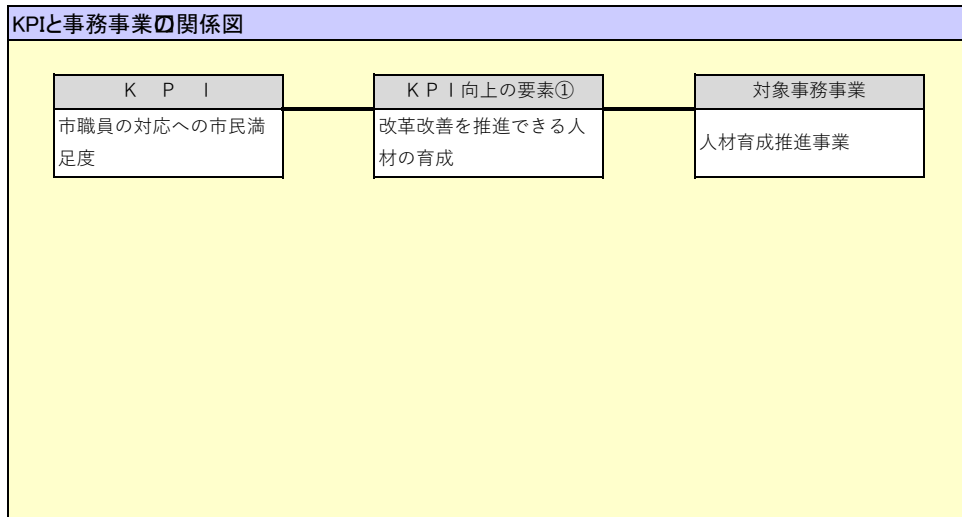 KPIと事務事業の関係図
K P I
KPI向上の要素①
対象事務事業
市職員の対応への市民満
足度
改革改善を推進できる人
材の育成
人材育成推進事業